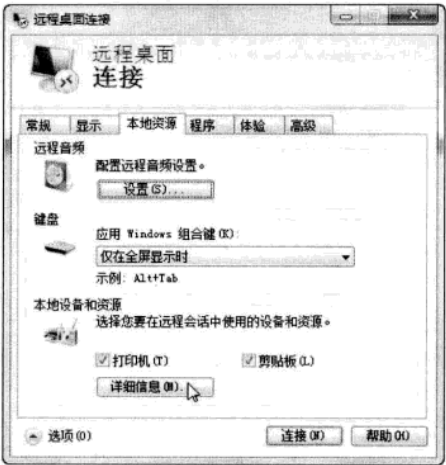 远程桌面连接
远程桌面
连接
常规 显示 本地资源 程序 体验 高级
远程音频
配置远程音频设置。
设置(S)...
键盘
应用 Windows 组合键(K):
仅在全屏显示时
示例: Alt+Tab
本地设备和资源
选择您要在远程会话中使用的设备和资源。
打印机(T) 剪贴板(L)
详细信息(M)...
选项(O) 连接(N) 帮助(H)